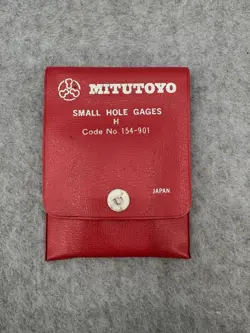 MITUTOYO
SMALL HOLE GAGES
H
Code No. 154-901
JAPAN